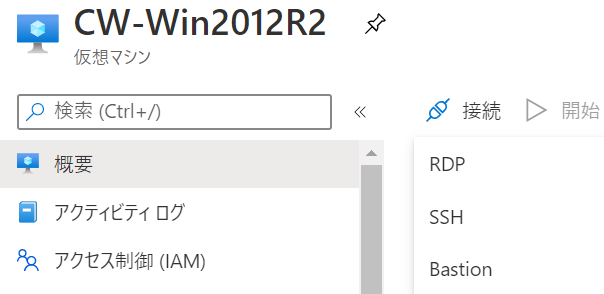 CW-Win2012R2
仮想マシン
検索 (Ctrl+/)
接続
開始
概要
アクティビティ ログ
アクセス制御 (IAM)
RDP
SSH
Bastion